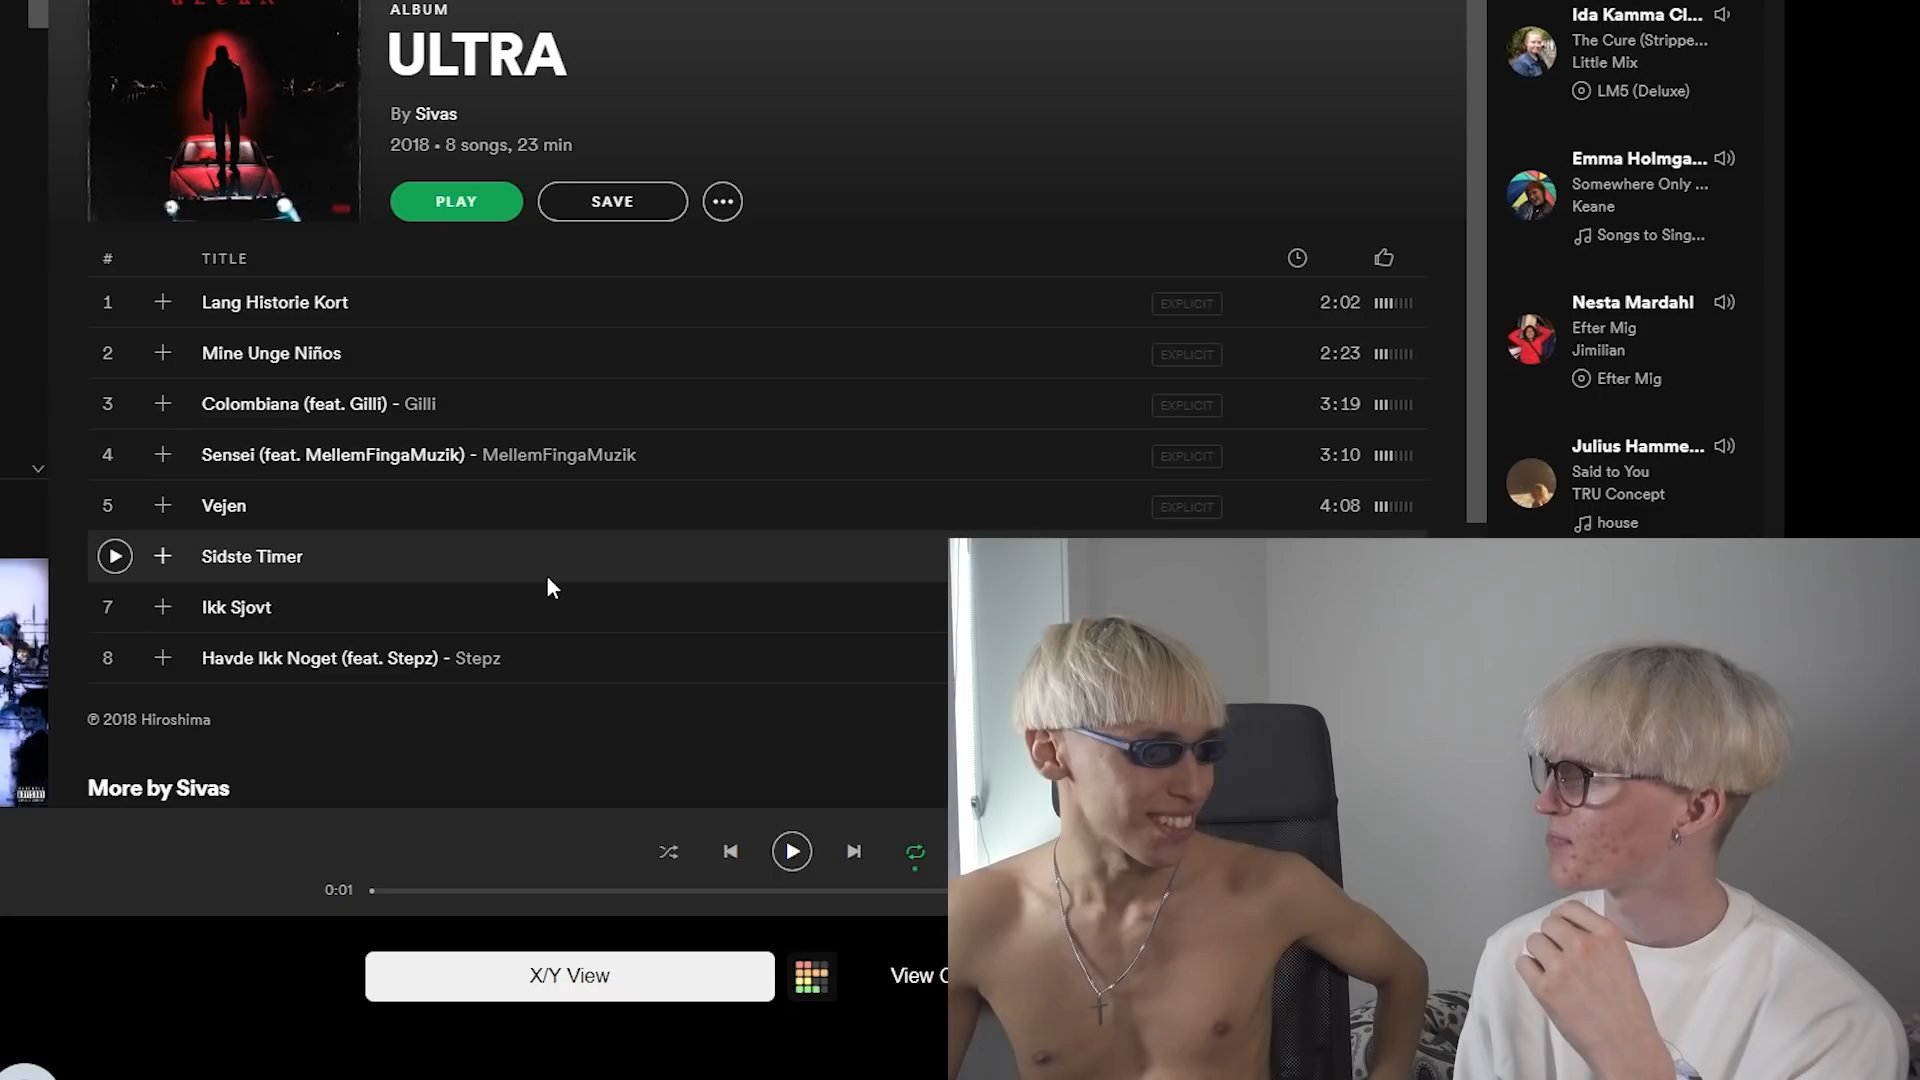 ALBUM
ULTRA
By Sivas
2018 • 8 songs, 23 min
PLAY
SAVE
# TITLE
1 Lang Historie Kort EXPLICIT 2:02
2 Mine Unge Niños EXPLICIT 2:23
3 Colombiana (feat. Gilli) - Gilli EXPLICIT 3:19
4 Sensei (feat. MellemFingaMuzik) - MellemFingaMuzik EXPLICIT 3:10
5 Vejen EXPLICIT 4:08
Sidste Timer
7 Ikk Sjovt
8 Havde Ikk Noget (feat. Stepz) - Stepz
℗ 2018 Hiroshima
More by Sivas
0:01
X/Y View
View
Ida Kamma Cl...
The Cure (Strippe...
Little Mix
LM5 (Deluxe)
Emma Holmga...
Somewhere Only ...
Keane
Songs to Sing...
Nesta Mardahl
Efter Mig
Jimilian
Efter Mig
Julius Hamme...
Said to You
TRU Concept
house